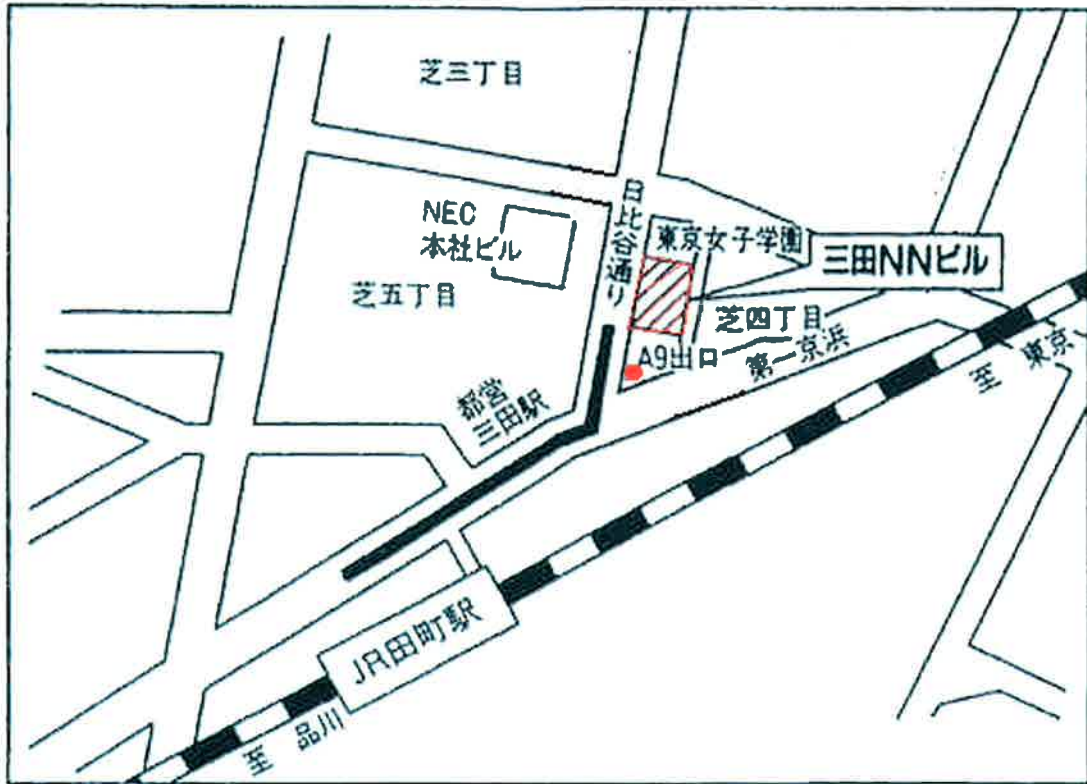 芝三丁目
NEC
本社ビル
日比谷通り
東京女子学園
三田NNビル
芝五丁目
芝四丁目
A9出口
第一京浜
至 東京
都営
三田駅
JR田町駅
至 品川